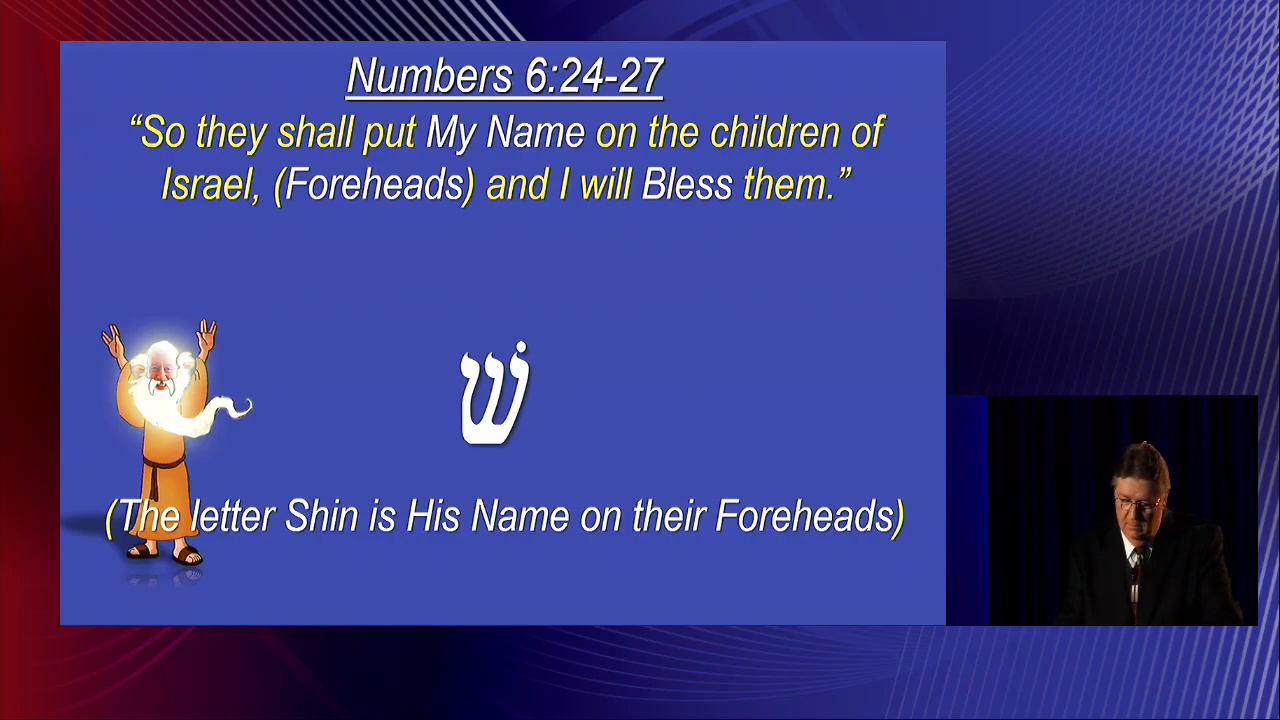 Numbers 6:24-27
“So they shall put My Name on the children of
Israel, (Foreheads) and I will Bless them.”
שׁ
(The letter Shin is His Name on their Foreheads)